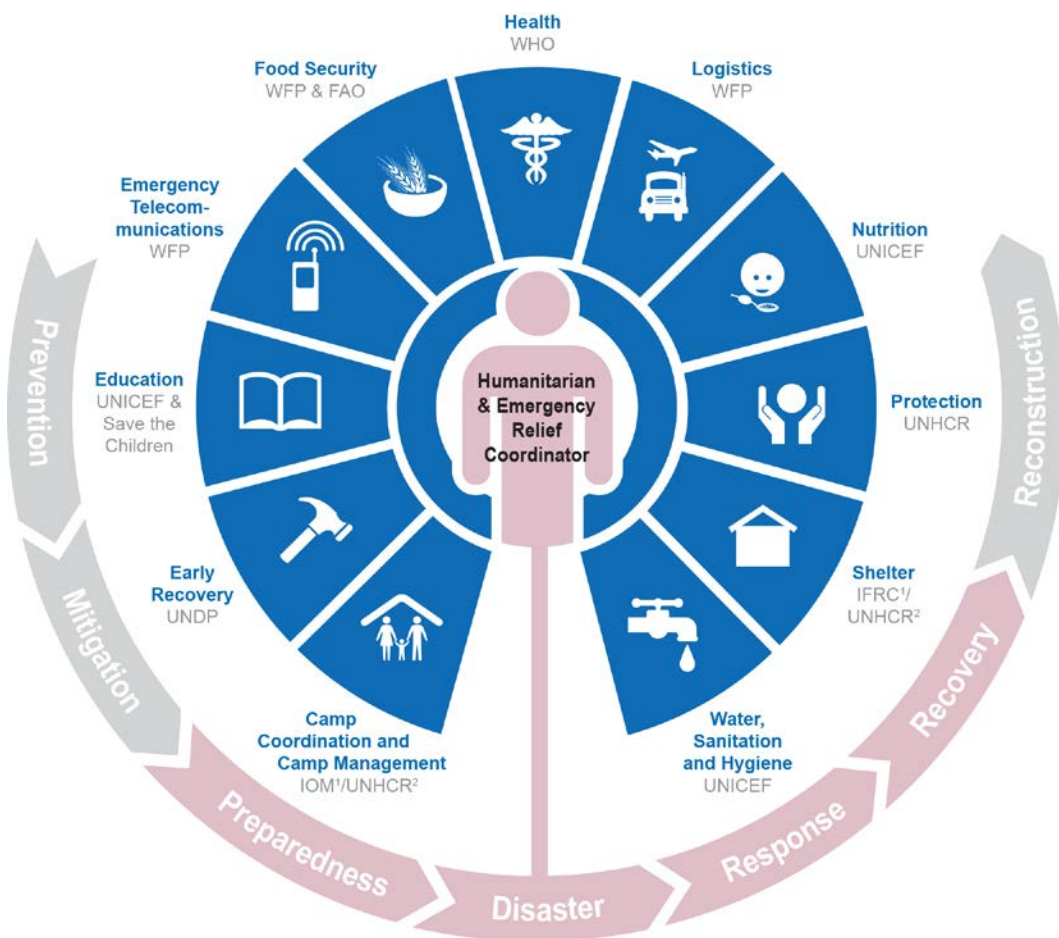 Health
WHO
Food Security
WFP & FAO
Logistics
WFP
Emergency
Telecom-
munications
WFP
Nutrition
UNICEF
Education
UNICEF &
Save the
Children
Humanitarian
& Emergency
Relief
Coordinator
Protection
UNHCR
Early
Recovery
UNDP
Shelter
IFRC¹/
UNHCR²
Camp
Coordination and
Camp Management
IOM¹/UNHCR²
Water,
Sanitation
and Hygiene
UNICEF
Prevention
Mitigation
Preparedness
Disaster
Response
Recovery
Reconstruction